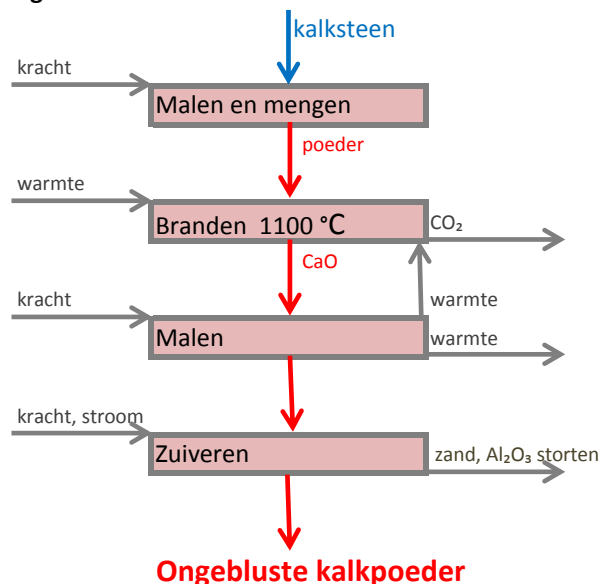 kalksteen
kracht
Malen en mengen
poeder
warmte
Branden 1100 °C
CO₂
CaO
kracht
warmte
Malen
warmte
kracht, stroom
Zuiveren
zand, Al₂O₃ storten
Ongebluste kalkpoeder